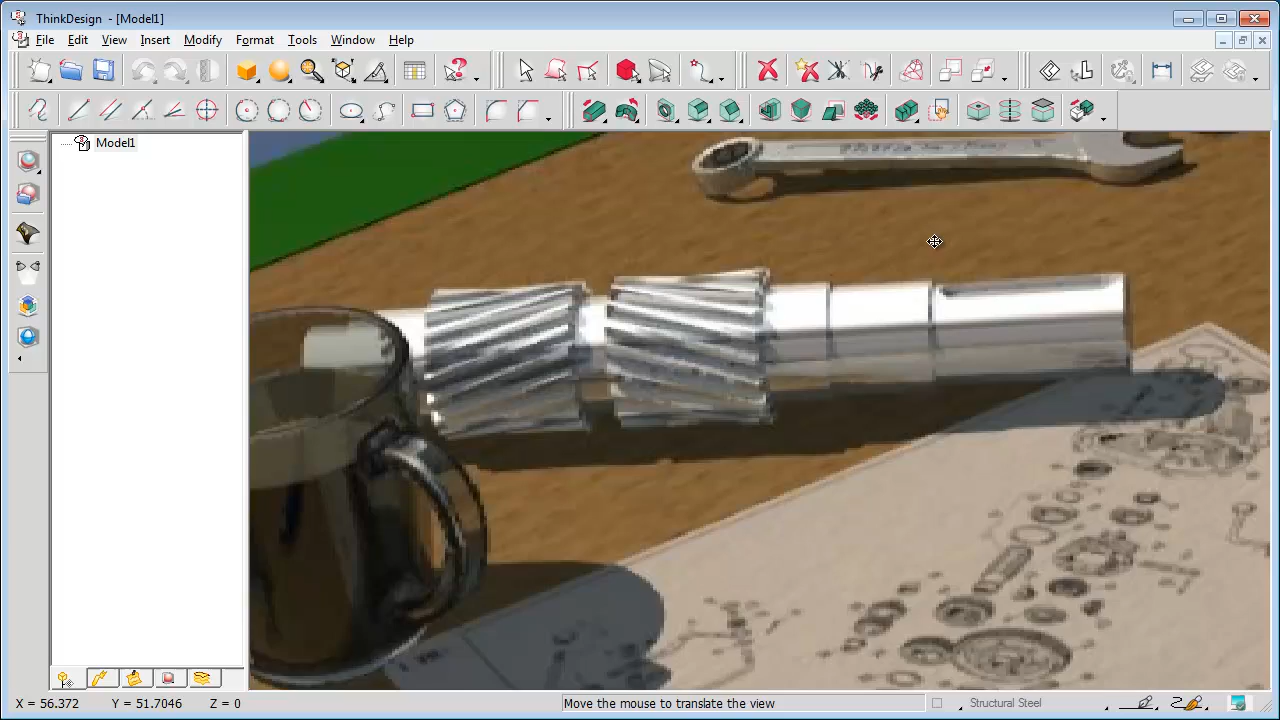 ThinkDesign - [Model1]
File Edit View Insert Modify Format Tools Window Help
Model1
X = 56.372 Y = 51.7046 Z = 0 Move the mouse to translate the view Structural Steel